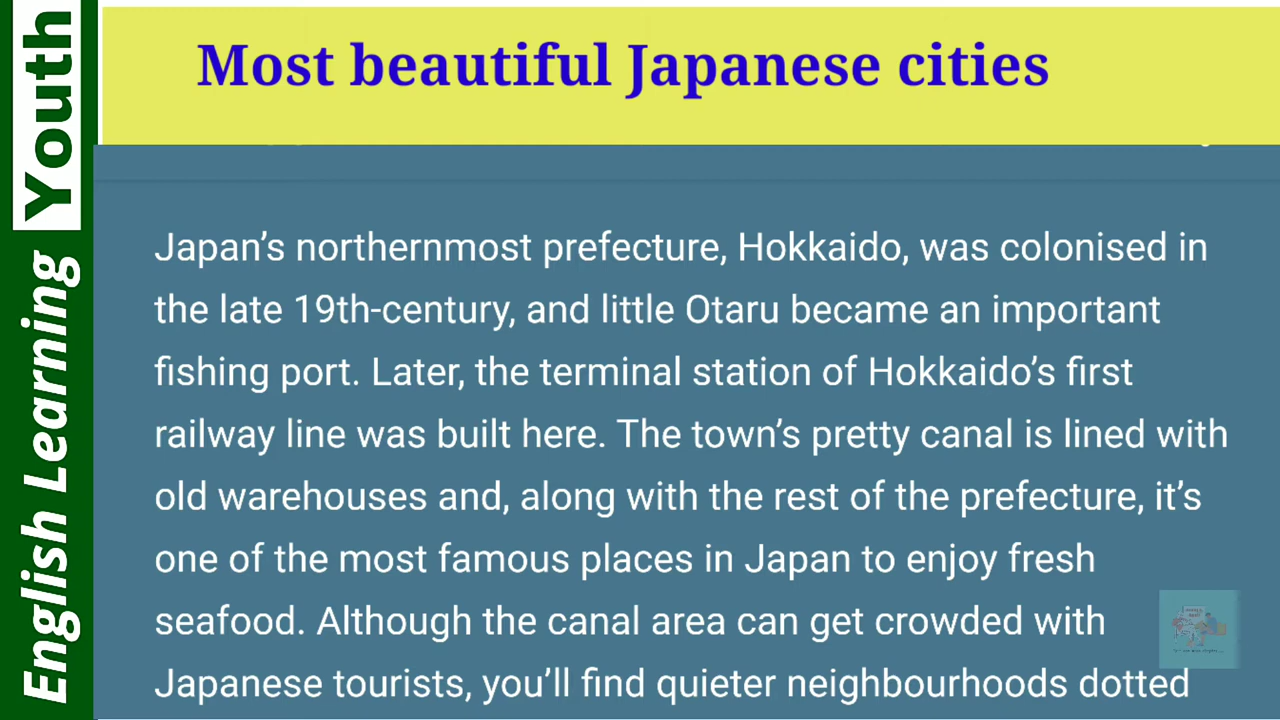 Most beautiful Japanese cities
English Learning Youth
Japan’s northernmost prefecture, Hokkaido, was colonised in
the late 19th-century, and little Otaru became an important
fishing port. Later, the terminal station of Hokkaido’s first
railway line was built here. The town’s pretty canal is lined with
old warehouses and, along with the rest of the prefecture, it’s
one of the most famous places in Japan to enjoy fresh
seafood. Although the canal area can get crowded with
Japanese tourists, you’ll find quieter neighbourhoods dotted